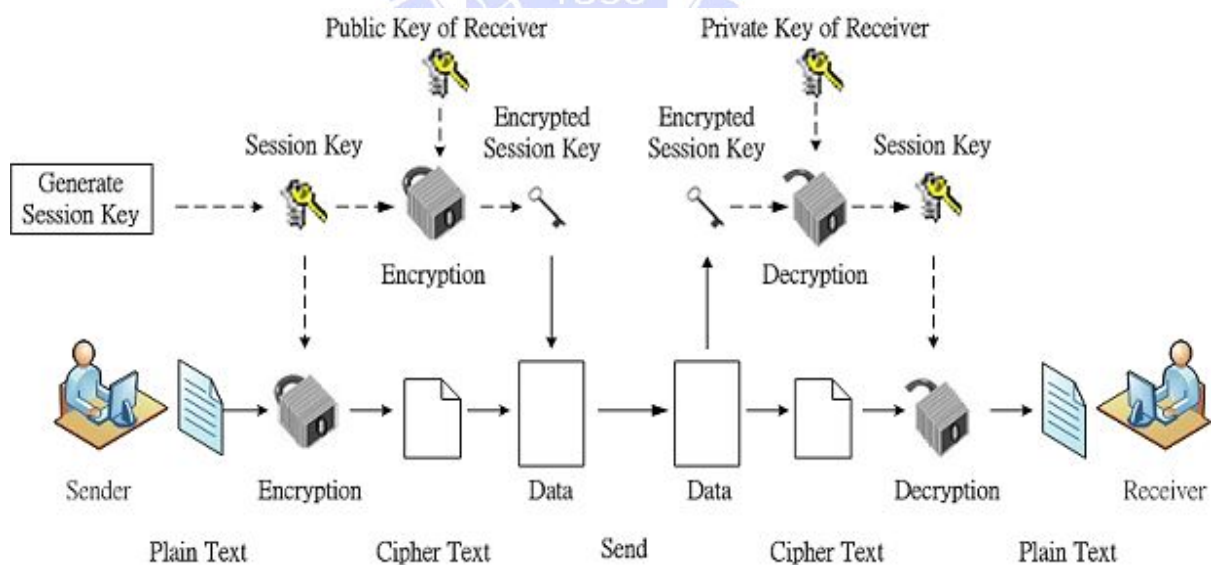 Public Key of Receiver
Private Key of Receiver
Encrypted
Session Key
Encrypted
Session Key
Session Key
Session Key
Generate
Session Key
Encryption
Decryption
Sender
Encryption
Data
Data
Decryption
Receiver
Plain Text
Cipher Text
Send
Cipher Text
Plain Text